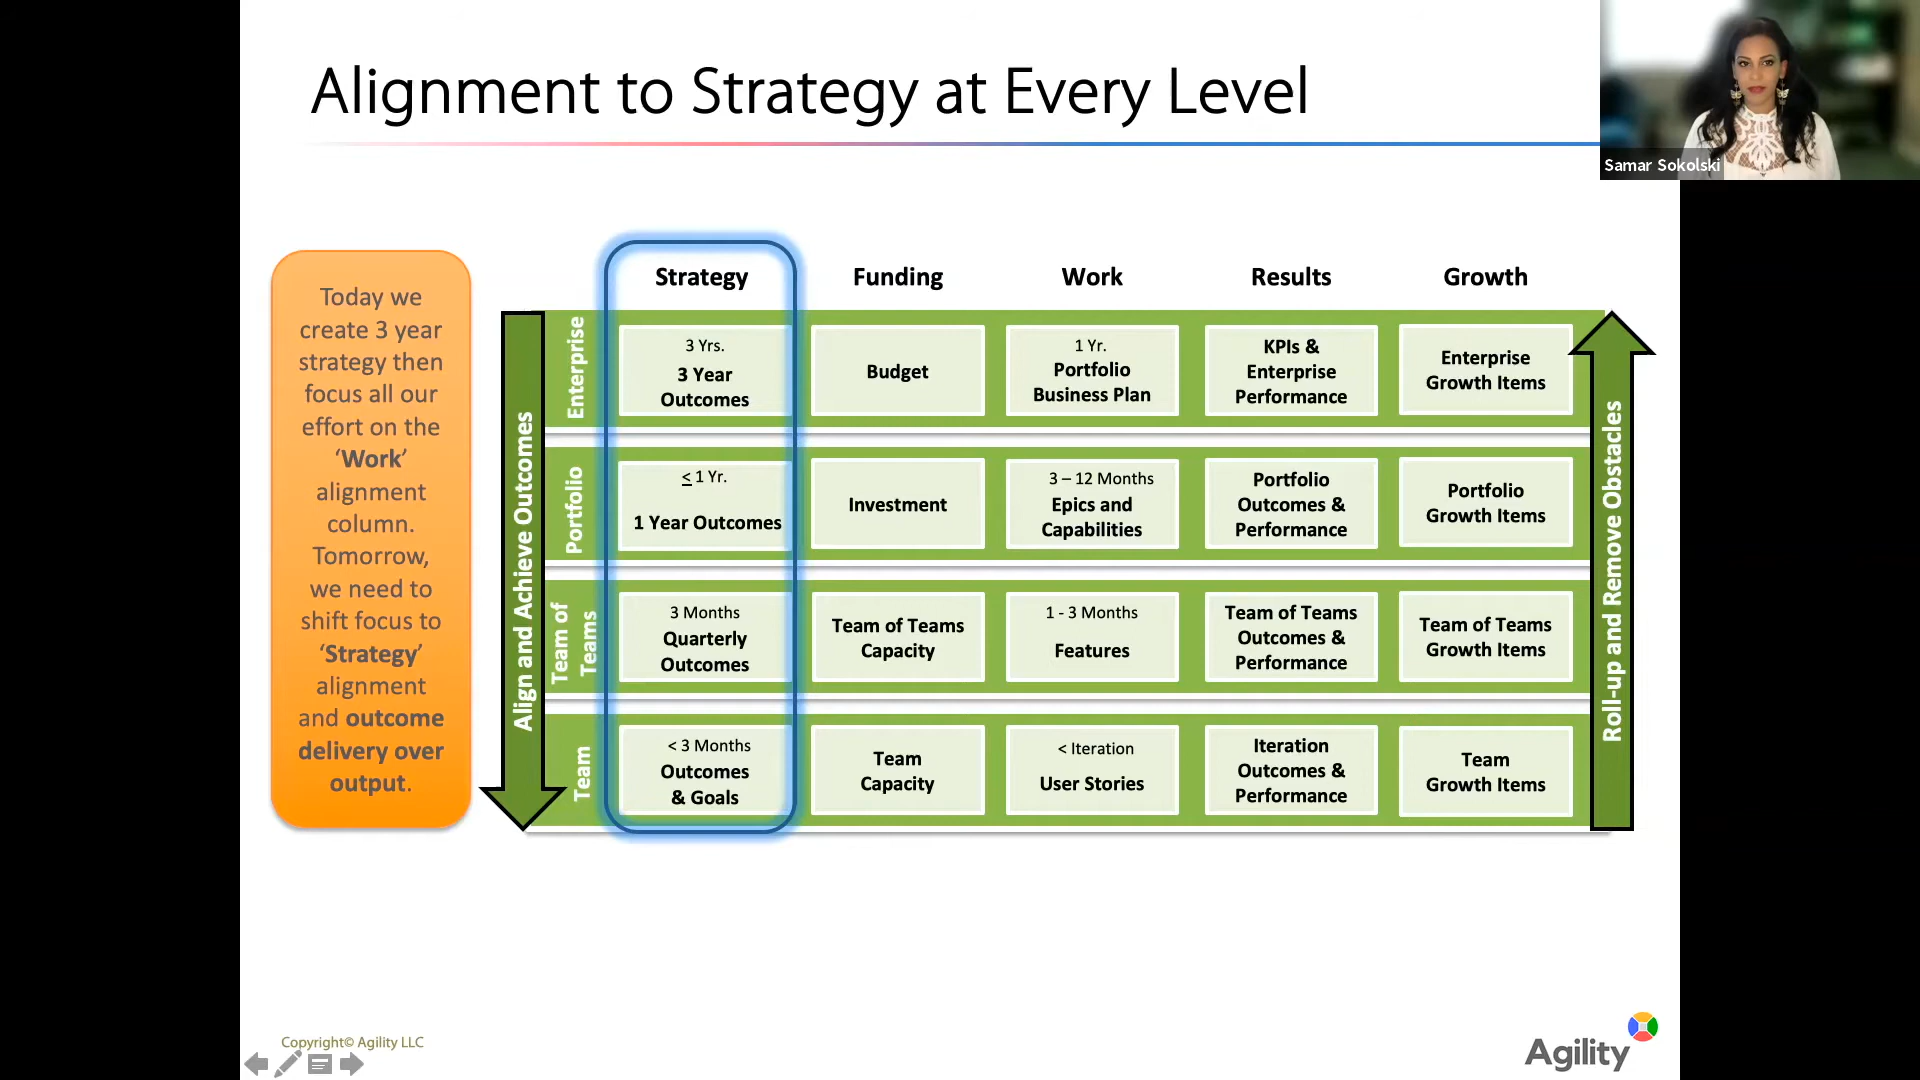 Alignment to Strategy at Every Level
Samar Sokolski
Today we
create 3 year
strategy then
focus all our
effort on the
‘Work’
alignment
column.
Tomorrow,
we need to
shift focus to
‘Strategy’
alignment
and outcome
delivery over
output.
Align and Achieve Outcomes
Strategy
Funding
Work
Results
Growth
Enterprise
3 Yrs.
3 Year
Outcomes
Budget
1 Yr.
Portfolio
Business Plan
KPIs &
Enterprise
Performance
Enterprise
Growth Items
Portfolio
≤ 1 Yr.
1 Year Outcomes
Investment
3 – 12 Months
Epics and
Capabilities
Portfolio
Outcomes &
Performance
Portfolio
Growth Items
Team of
Teams
3 Months
Quarterly
Outcomes
Team of Teams
Capacity
1 - 3 Months
Features
Team of Teams
Outcomes &
Performance
Team of Teams
Growth Items
Team
< 3 Months
Outcomes
& Goals
Team
Capacity
< Iteration
User Stories
Iteration
Outcomes &
Performance
Team
Growth Items
Roll-up and Remove Obstacles
Copyright© Agility LLC
Agility